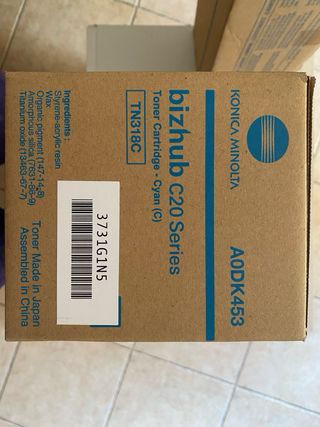 KONICA MINOLTA
A0DK453
bizhub C20 Series
Toner Cartridge - Cyan (C)
TN318C
3731G1N5
Ingredients :
Styrene-acrylic resin
Wax
Organic pigment (147-14-8)
Amorphous silica (7631-86-9)
Titanium oxide (13463-67-7)
Toner Made in Japan
Assembled in China